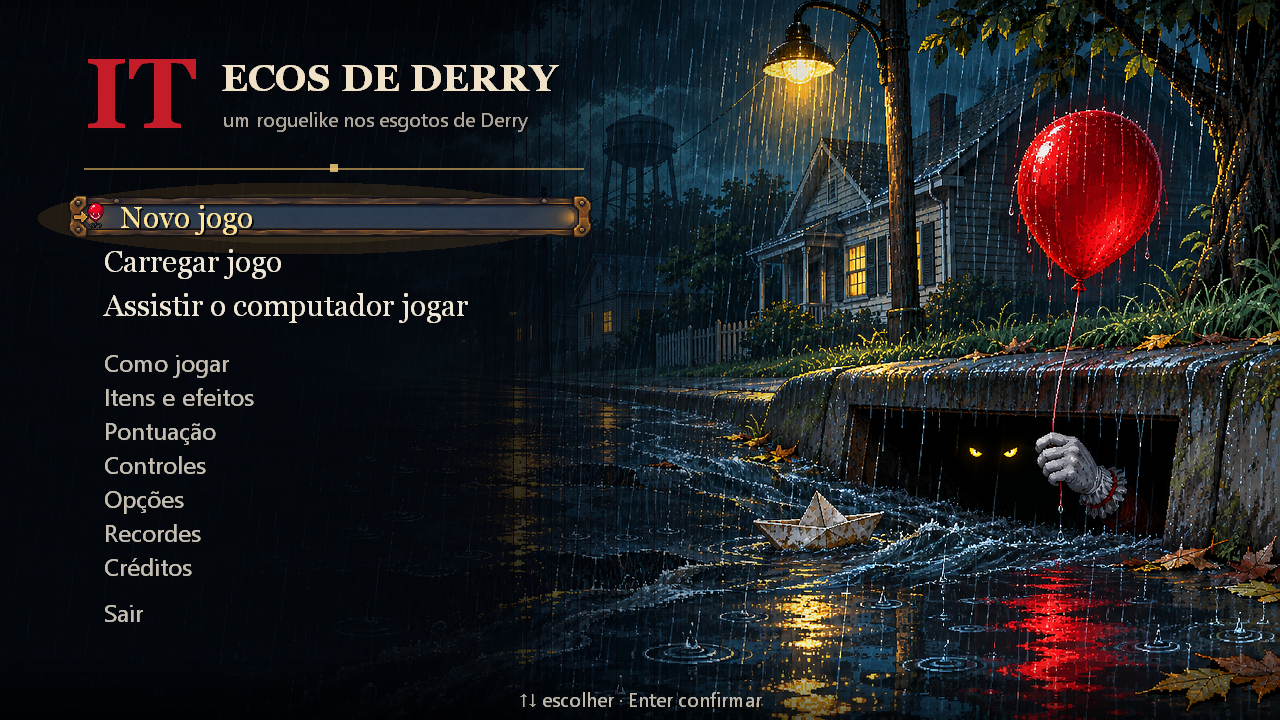 IT ECOS DE DERRY
um roguelike nos esgotos de Derry
Novo jogo
Carregar jogo
Assistir o computador jogar
Como jogar
Itens e efeitos
Pontuação
Controles
Opções
Recordes
Créditos
Sair
↑↓ escolher · Enter confirmar